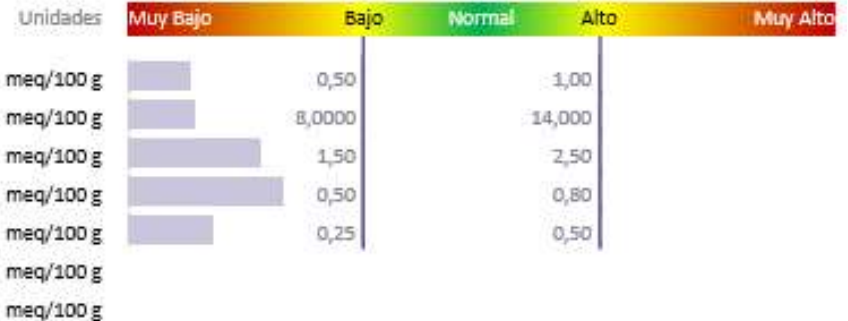 Unidades Muy Bajo Bajo Normal Alto Muy Alto
meq/100 g 0,50 1,00
meq/100 g 8,0000 14,000
meq/100 g 1,50 2,50
meq/100 g 0,50 0,80
meq/100 g 0,25 0,50
meq/100 g
meq/100 g